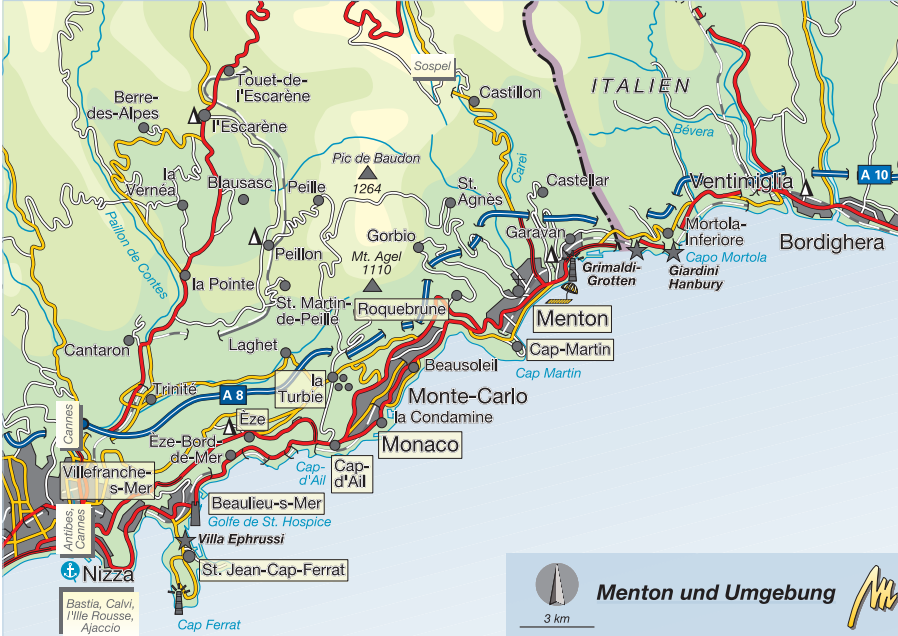 Sospel
Touet-de-
l'Escarène
Castillon
ITALIEN
Berre-
des-Alpes
l'Escarène
Bévera
Pic de Baudon
1264
Carei
A 10
la
Vernéa
Blausasc
Peille
St.
Agnès
Castellar
Ventimiglia
Paillon de Contes
Peillon
Gorbio
Garavan
Mortola-
Inferiore
Bordighera
Mt. Agel
1110
Grimaldi-
Grotten
Capo Mortola
Giardini
Hanbury
la Pointe
St. Martin-
de-Peille
Roquebrune
Menton
Cantaron
Laghet
Cap-Martin
Cap Martin
Beausoleil
Trinité
A 8
la
Turbie
Monte-Carlo
la Condamine
Cannes
Èze
Èze-Bord-
de-Mer
Monaco
Villefranche-
s-Mer
Cap-
d'Ail
Cap-
d'Ail
Beaulieu-s-Mer
Golfe de St. Hospice
Antibes,
Cannes
Villa Ephrussi
St. Jean-Cap-Ferrat
Nizza
Bastia, Calvi,
l'Ille Rousse,
Ajaccio
Cap Ferrat
3 km
Menton und Umgebung